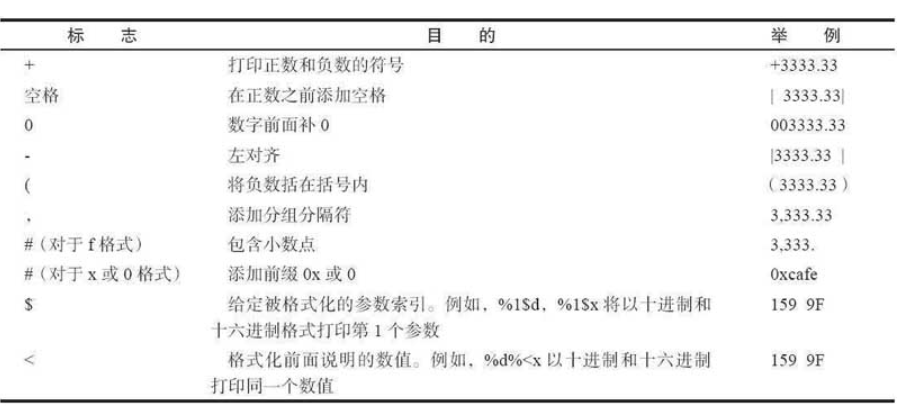 标 志 目 的 举 例
+ 打印正数和负数的符号 +3333.33
空格 在正数之前添加空格 | 3333.33|
0 数字前面补 0 003333.33
- 左对齐 |3333.33 |
( 将负数括在括号内 (3333.33)
, 添加分组分隔符 3,333.33
#(对于 f 格式) 包含小数点 3,333.
#(对于 x 或 0 格式) 添加前缀 0x 或 0 0xcafe
$ 给定被格式化的参数索引。例如,%1$d,%1$x 将以十进制和 159 9F
十六进制格式打印第 1 个参数
< 格式化前面说明的数值。例如,%d%<x 以十进制和十六进制 159 9F
打印同一个数值